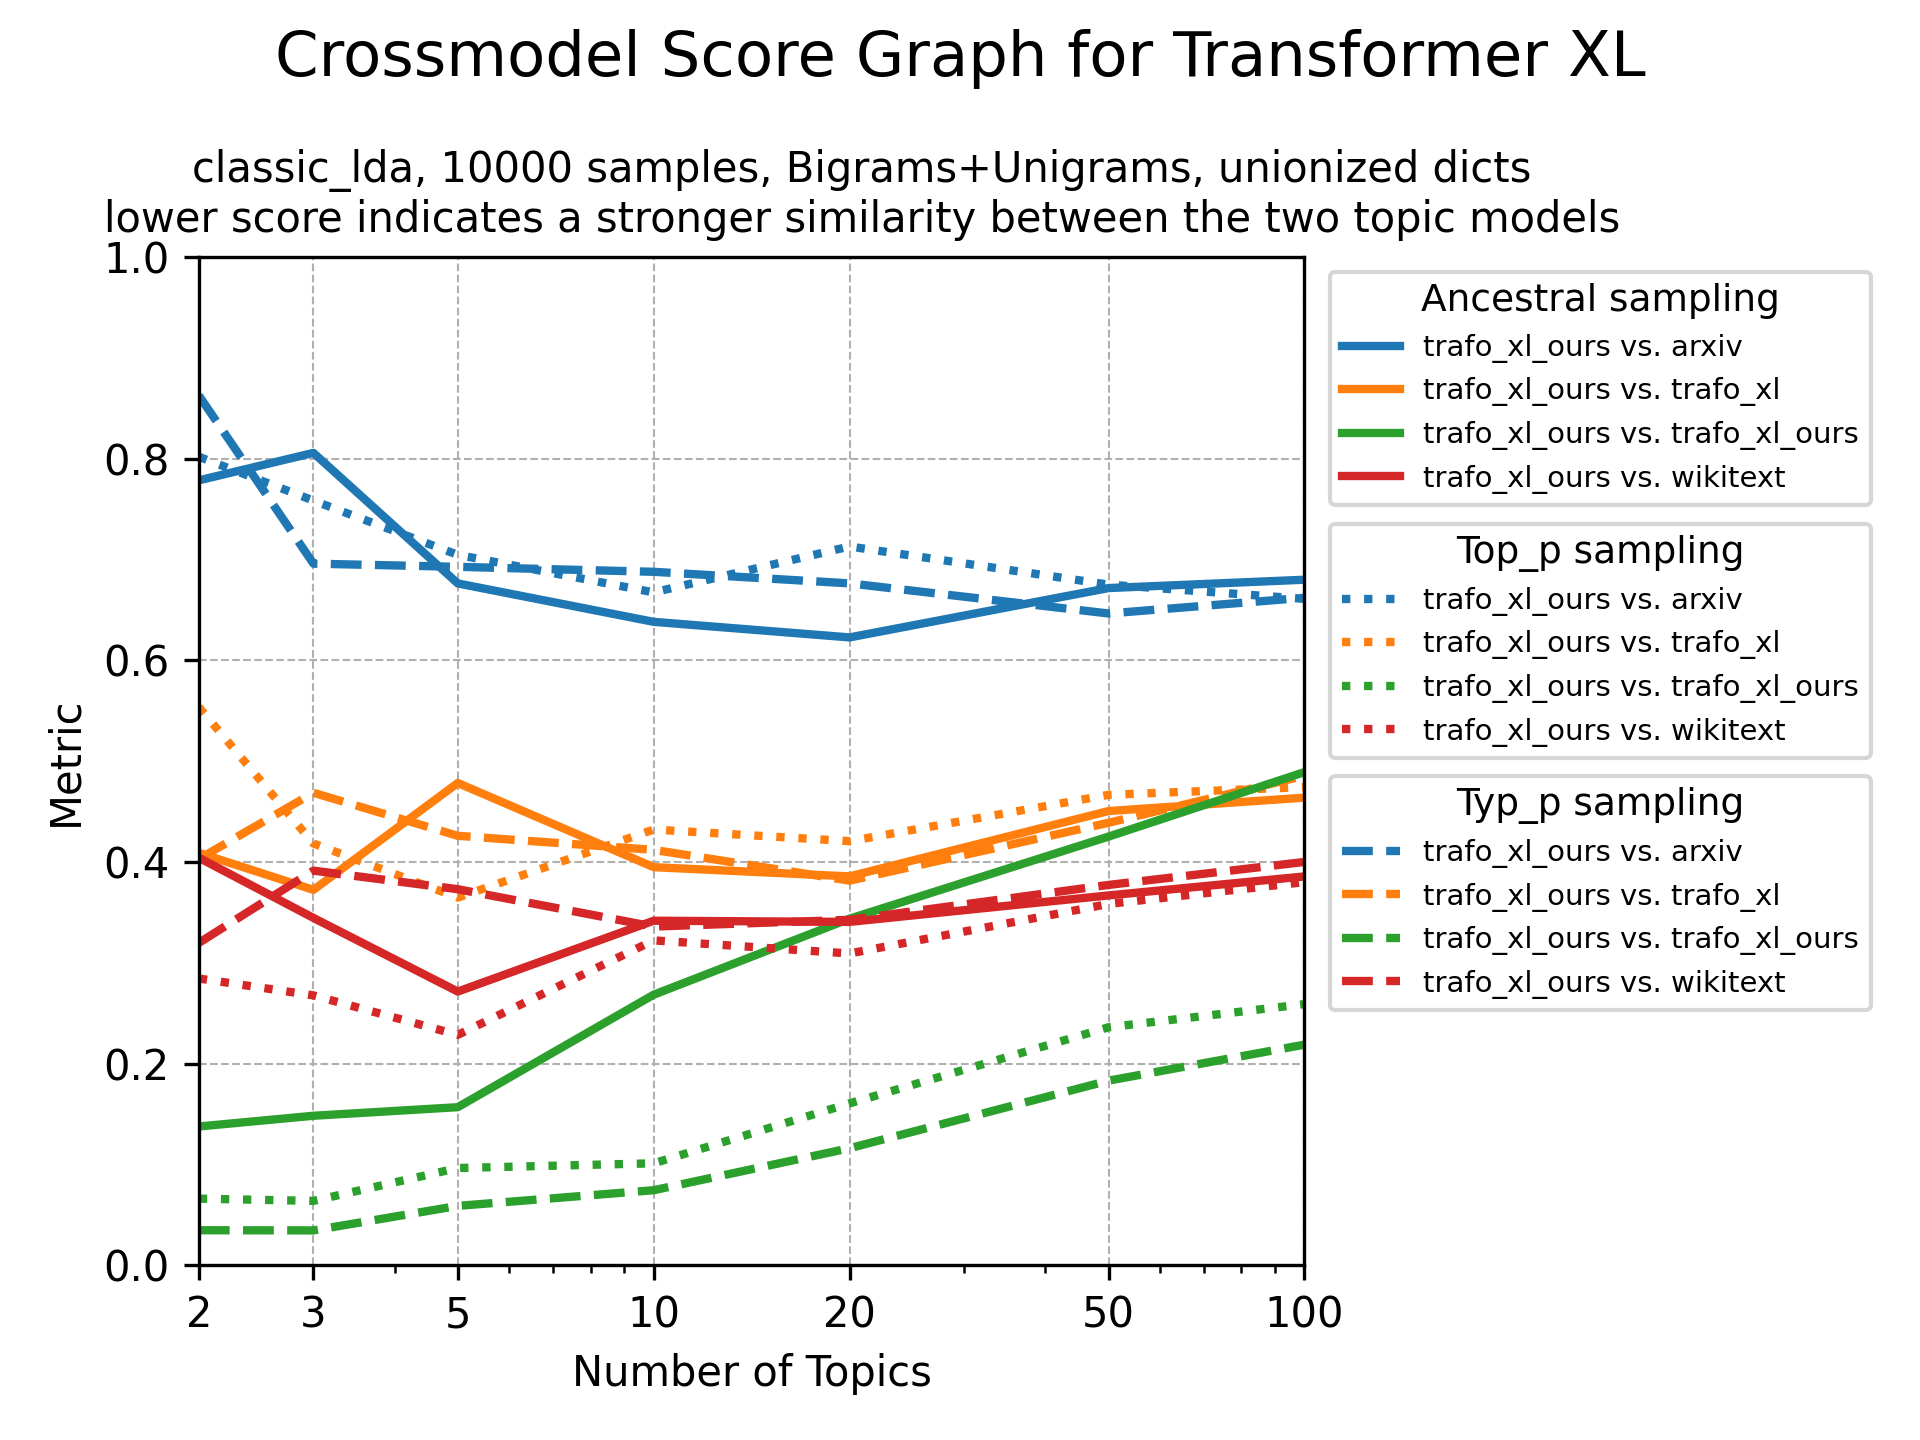 Crossmodel Score Graph for Transformer XL
classic_lda, 10000 samples, Bigrams+Unigrams, unionized dicts
lower score indicates a stronger similarity between the two topic models
1.0
0.8
0.6
0.4
0.2
0.0
Metric
2 3 5 10 20 50 100
Number of Topics
Ancestral sampling
trafo_xl_ours vs. arxiv
trafo_xl_ours vs. trafo_xl
trafo_xl_ours vs. trafo_xl_ours
trafo_xl_ours vs. wikitext
Top_p sampling
trafo_xl_ours vs. arxiv
trafo_xl_ours vs. trafo_xl
trafo_xl_ours vs. trafo_xl_ours
trafo_xl_ours vs. wikitext
Typ_p sampling
trafo_xl_ours vs. arxiv
trafo_xl_ours vs. trafo_xl
trafo_xl_ours vs. trafo_xl_ours
trafo_xl_ours vs. wikitext